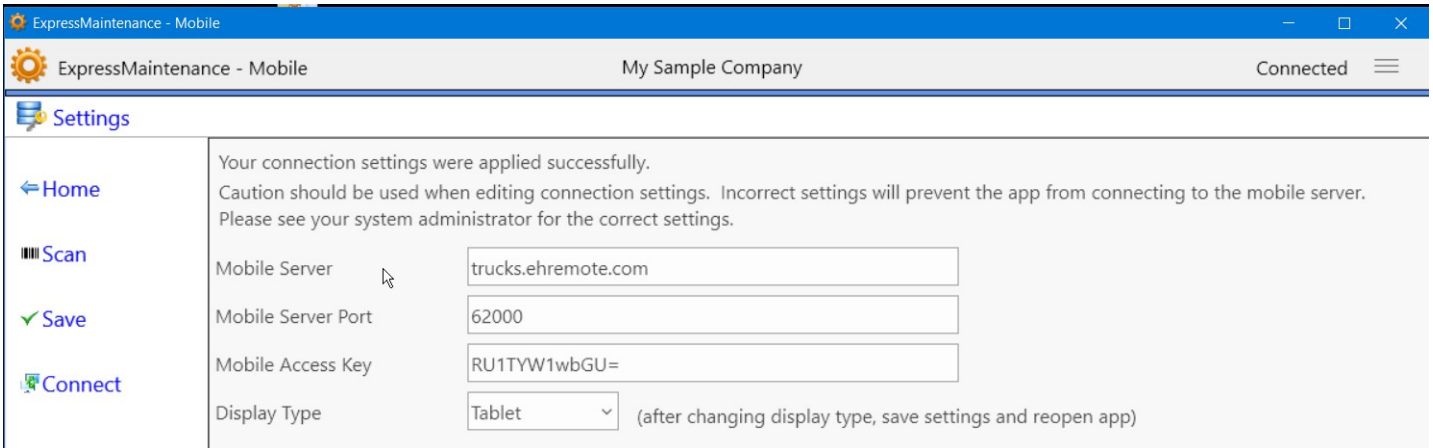 ExpressMaintenance - Mobile
ExpressMaintenance - Mobile My Sample Company Connected
Settings
Home
Scan
Save
Connect
Your connection settings were applied successfully.
Caution should be used when editing connection settings. Incorrect settings will prevent the app from connecting to the mobile server.
Please see your system administrator for the correct settings.
Mobile Server trucks.ehremote.com
Mobile Server Port 62000
Mobile Access Key RU1TYW1wbGU=
Display Type Tablet (after changing display type, save settings and reopen app)